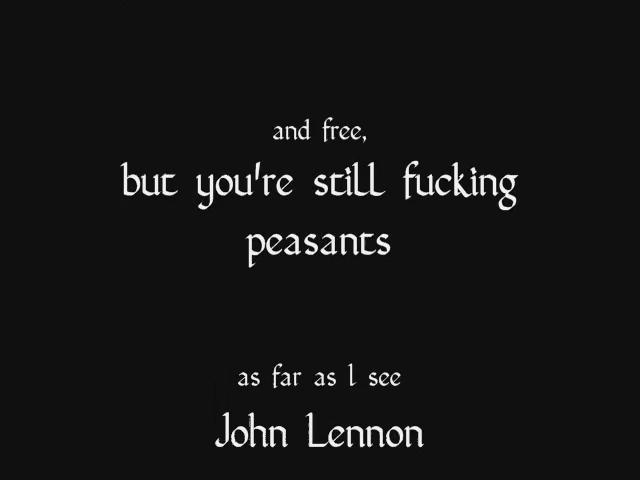 and free,
but you're still fucking
peasants
as far as I see
John Lennon